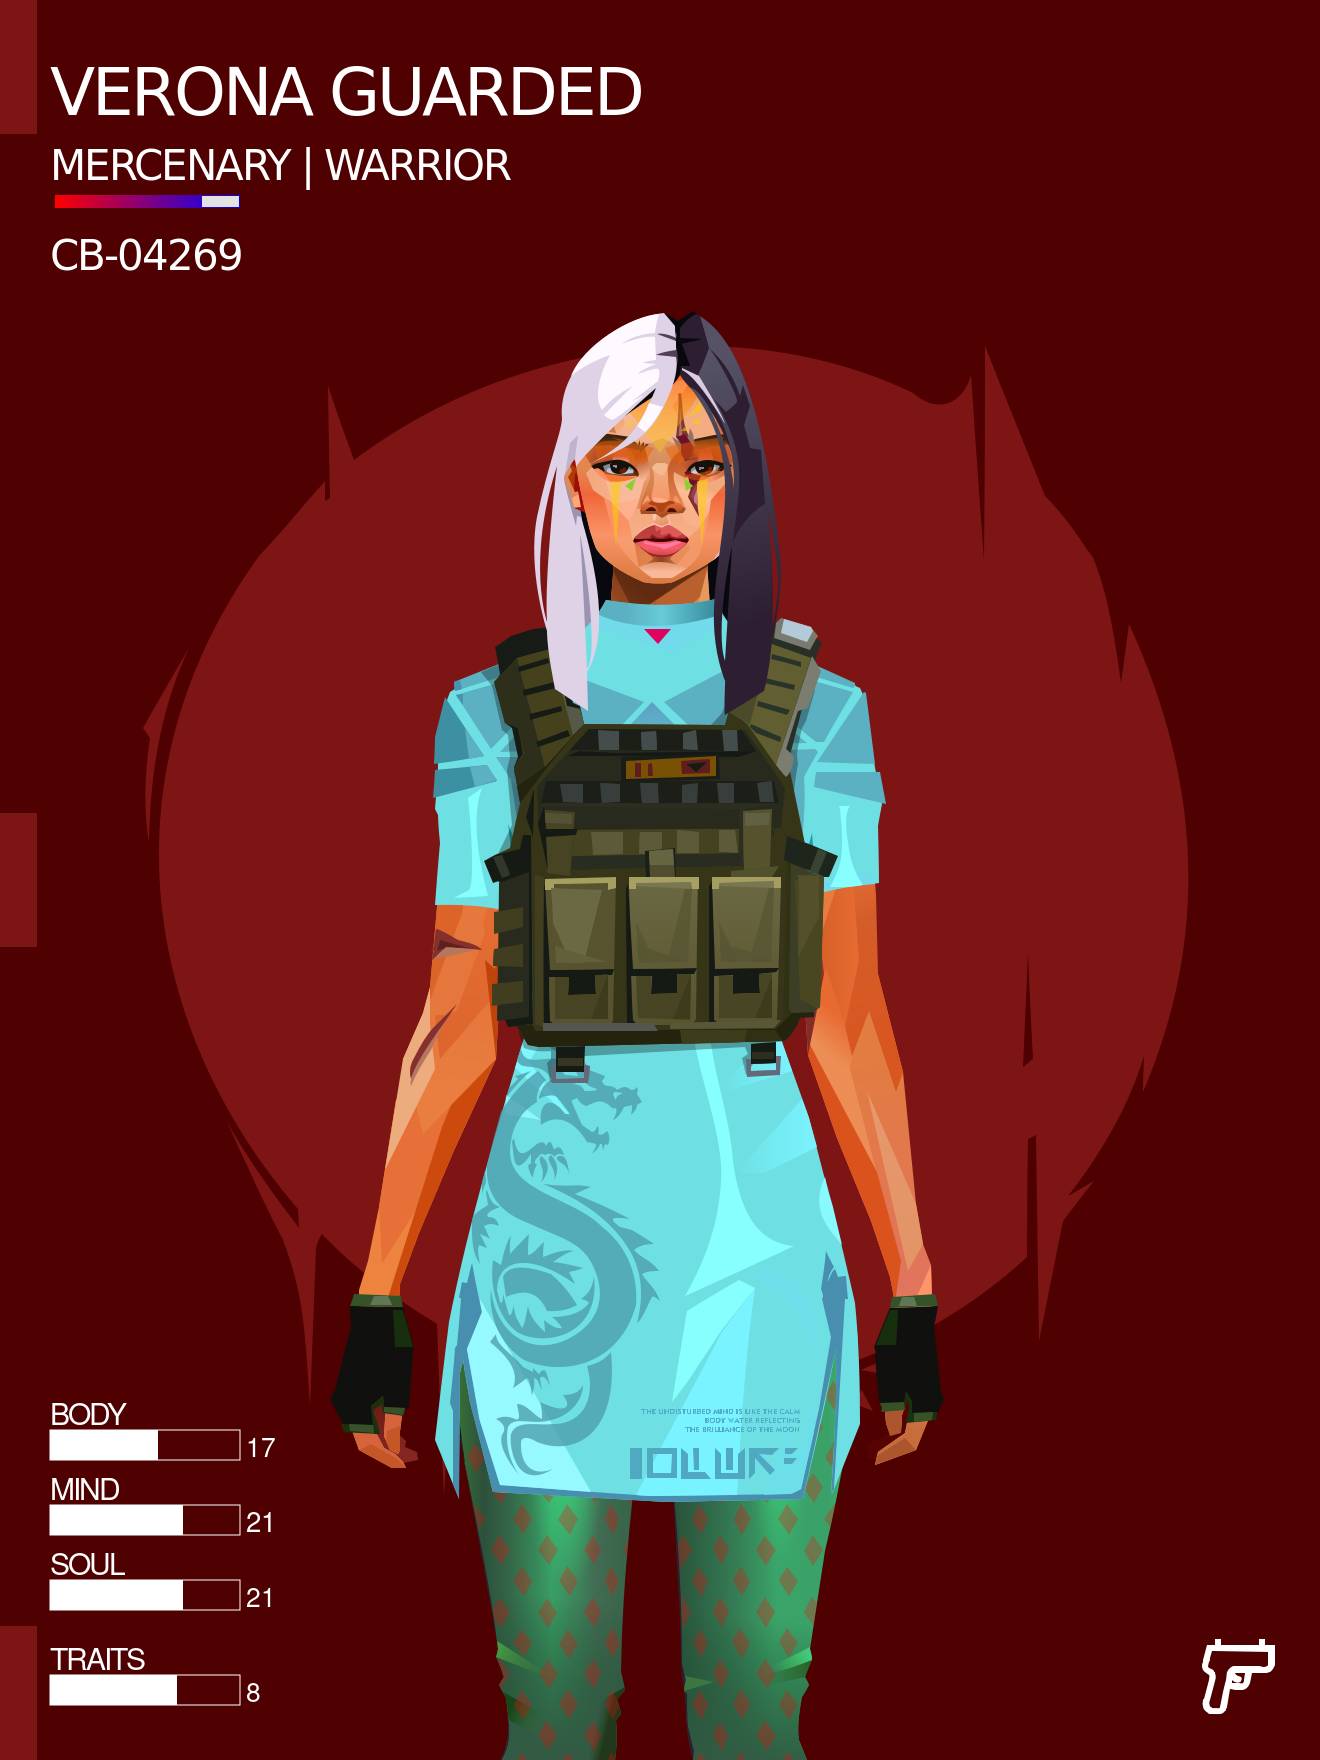 VERONA GUARDED
MERCENARY | WARRIOR
CB-04269
THE UNDISTURBED MIND IS LIKE THE CALM
BODY WATER REFLECTING
THE BRILLIANCE OF THE MOON
BODY
17
MIND
21
SOUL
21
TRAITS
8